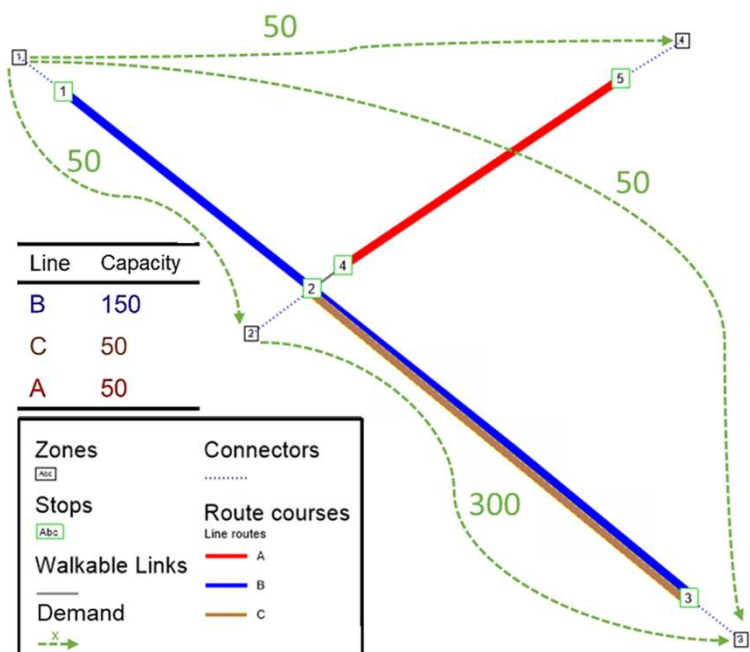 50
1
4
1
5
50
50
Line Capacity
B 150
C 50
A 50
4
2
2
Zones
Abc
Connectors
Stops
Abc
Route courses
Line routes
Walkable Links
A
B
Demand
X
C
300
3
3